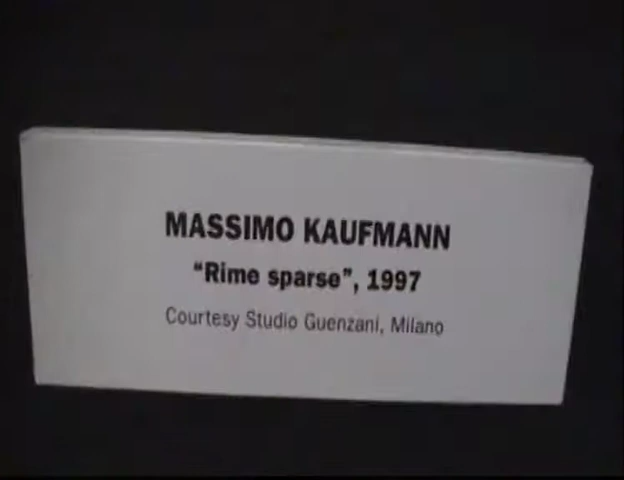 MASSIMO KAUFMANN
“Rime sparse”, 1997
Courtesy Studio Guenzani, Milano